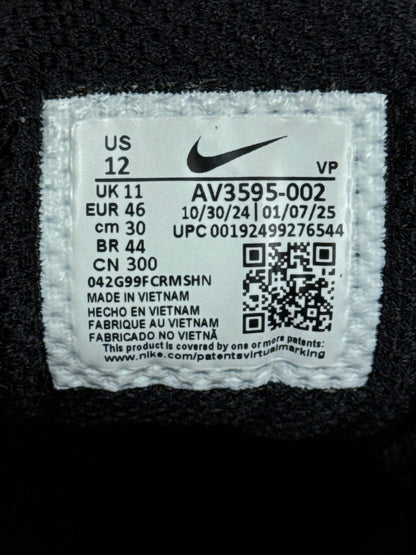 US
12
VP
UK 11
AV3595-002
EUR 46
10/30/24 | 01/07/25
cm 30
UPC 00192499276544
BR 44
CN 300
042G99FCRMSHN
MADE IN VIETNAM
HECHO EN VIETNAM
FABRIQUE AU VIETNAM
FABRICADO NO VIETNÃ
This product is covered by one or more patents:
www.nike.com/patentsvirtualmarking